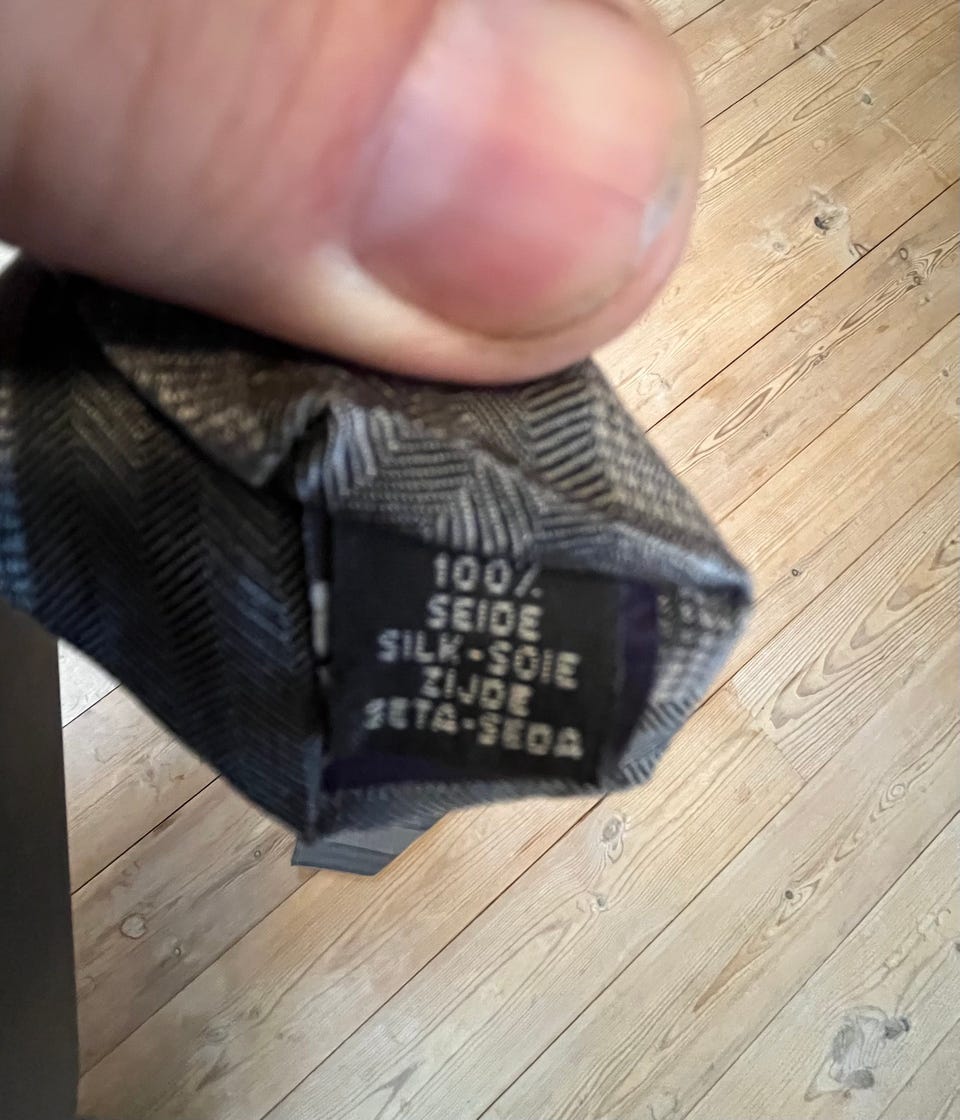 100%
SEIDE
SILK-SOIE
ZIJDE
SETA-SEDA